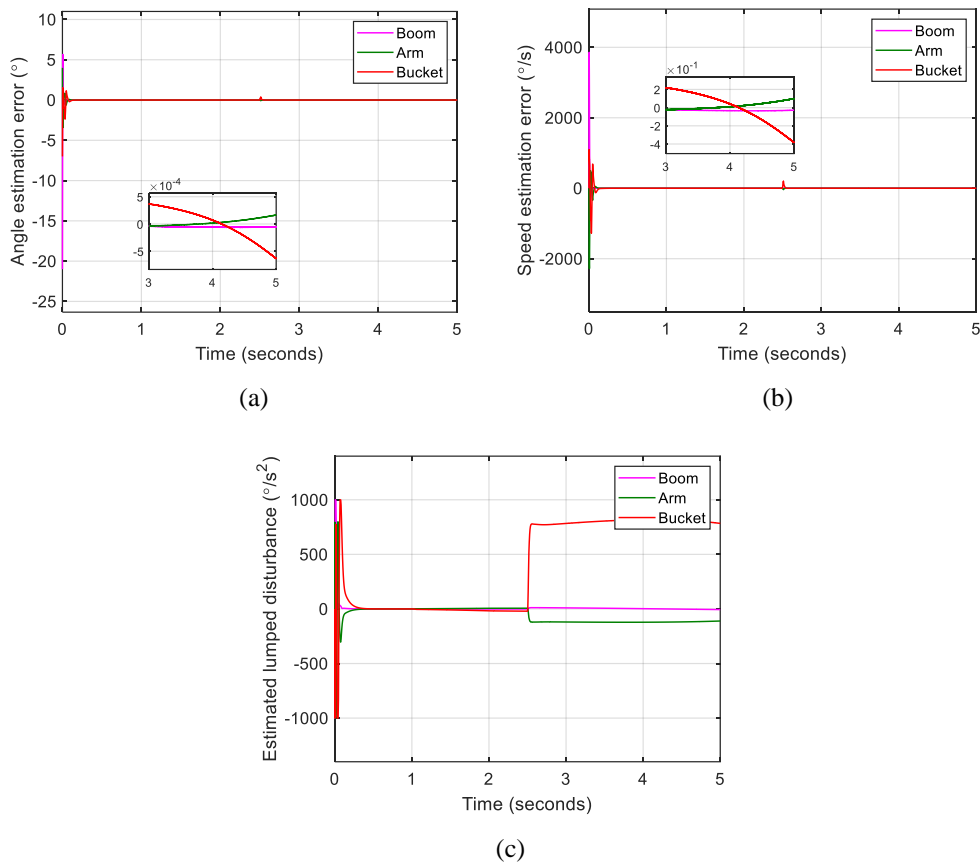 10
5
0
-5
-10
-15
-20
-25
Angle estimation error (°)
Boom
Arm
Bucket
×10-4
5
0
-5
3
4
5
0
1
2
3
4
5
Time (seconds)
(a)
4000
2000
0
-2000
Speed estimation error (°/s)
Boom
Arm
Bucket
×10-1
2
0
-2
-4
3
4
5
0
1
2
3
4
5
Time (seconds)
(b)
1000
500
0
-500
-1000
Estimated lumped disturbance (°/s2)
Boom
Arm
Bucket
0
1
2
3
4
5
Time (seconds)
(c)